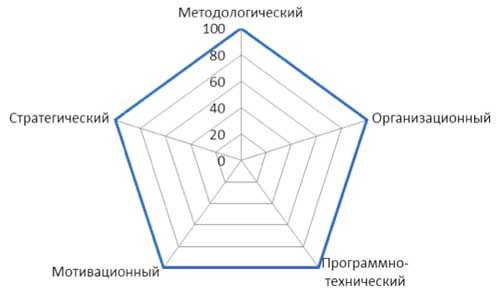 Методологический
100
80
60
40
20
0
Стратегический
Организационный
Мотивационный
Программно-
технический